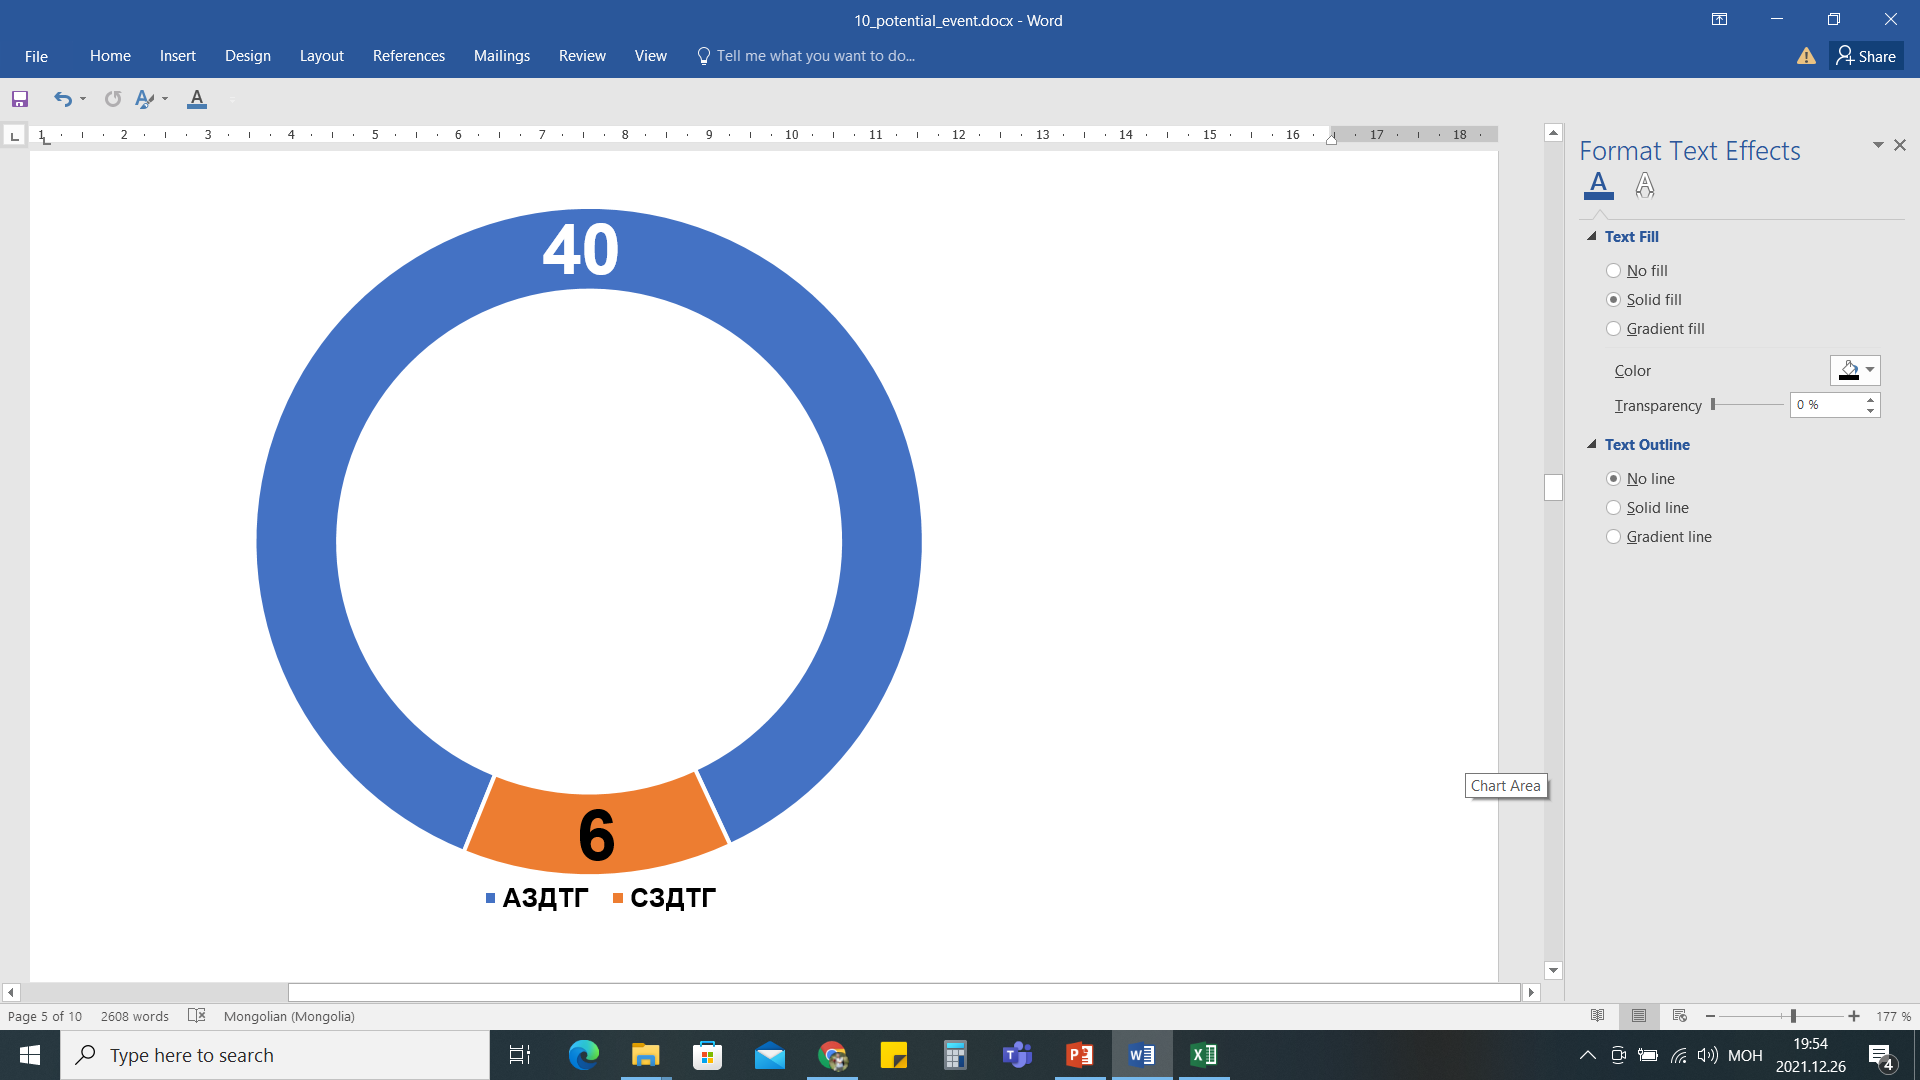 10_potential_event.docx - Word
File Home Insert Design Layout References Mailings Review View Tell me what you want to do... Share
1 2 3 4 5 6 7 8 9 10 11 12 13 14 15 16 17 18
Format Text Effects
Text Fill
No fill
Solid fill
Gradient fill
Color
Transparency 0 %
Text Outline
No line
Solid line
Gradient line
40
6
АЗДТГ СЗДТГ
Chart Area
Page 5 of 10 2608 words Mongolian (Mongolia) 177 %
Type here to search
МОН
19:54
2021.12.26
4